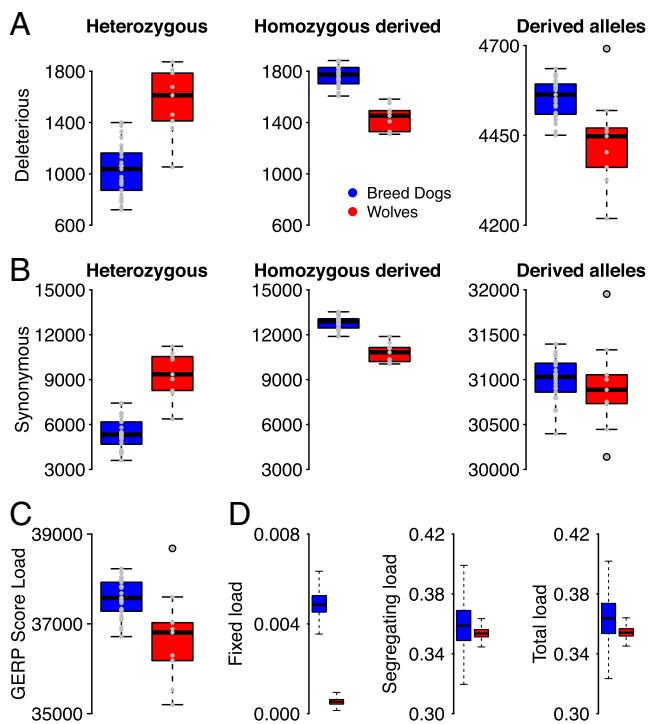 A
Heterozygous
Homozygous derived
Derived alleles
Deleterious
1800
1400
1000
600
1800
1400
1000
600
Breed Dogs
Wolves
4700
4450
4200
B
Heterozygous
Homozygous derived
Derived alleles
Synonymous
15000
12000
9000
6000
3000
15000
12000
9000
6000
3000
32000
31500
31000
30500
30000
C
GERP Score Load
39000
37000
35000
D
Fixed load
0.008
0.004
0.000
Segregating load
0.42
0.38
0.34
0.30
Total load
0.42
0.38
0.34
0.30